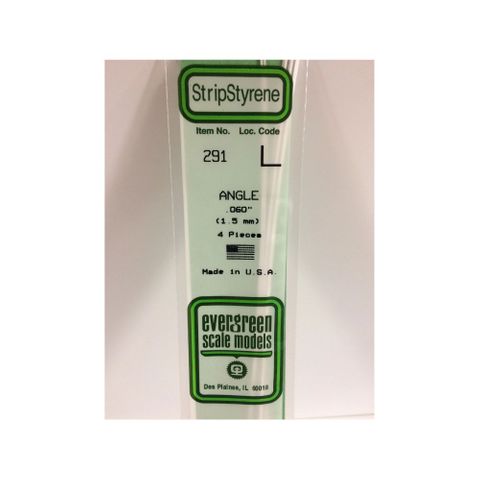 StripStyrene
Item No. Loc. Code
291 L
ANGLE
.060"
(1.5 mm)
4 Pieces
Made in U.S.A.
evergreen
scale models
Des Plaines, IL 60018